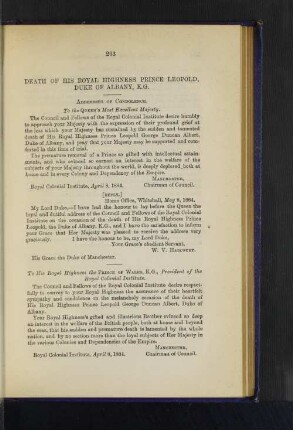 263
DEATH OF HIS ROYAL HIGHNESS PRINCE LEOPOLD,
DUKE OF ALBANY, K.G.
ADDRESSES OF CONDOLENCE.
To the QUEEN'S Most Excellent Majesty.
The Council and Fellows of the Royal Colonial Institute desire humbly
to approach your Majesty with the expression of their profound grief at
the loss which your Majesty has sustained by the sudden and lamented
death of His Royal Highness Prince Leopold George Duncan Albert,
Duke of Albany, and pray that your Majesty may be supported and com-
forted in this time of trial.
The premature removal of a Prince so gifted with intellectual attain-
ments, and who evinced so earnest an interest in the welfare of the
subjects of your Majesty throughout the world, is deeply deplored, both at
home and in every Colony and Dependency of the Empire.
MANCHESTER,
Royal Colonial Institute, April 8, 1884. Chairman of Council.
[REPLY.]
Home Office, Whitehall, May 6, 1884.
My Lord Duke,—I have had the honour to lay before the Queen the
loyal and dutiful address of the Council and Fellows of the Royal Colonial
Institute on the occasion of the death of His Royal Highness Prince
Leopold, the Duke of Albany, K.G., and I have the satisfaction to inform
your Grace that Her Majesty was pleased to receive the address very
graciously. I have the honour to be, my Lord Duke,
Your Grace's obedient Servant,
W. V. HARCOURT.
His Grace the Duke of Manchester.
To His Royal Highness the PRINCE OF WALES, K.G., President of the
Royal Colonial Institute.
The Council and Fellows of the Royal Colonial Institute desire respect-
fully to convey to your Royal Highness the assurance of their heartfelt
sympathy and condolence on the melancholy occasion of the death of
His Royal Highness Prince Leopold George Duncan Albert, Duke of
Albany.
Your Royal Highness's gifted and illustrious Brother evinced so deep
an interest in the welfare of the British people, both at home and beyond
the seas, that his sudden and premature death is lamented by the whole
nation, and by no section more than the loyal subjects of Her Majesty in
the various Colonies and Dependencies of the Empire.
MANCHESTER,
Royal Colonial Institute, April 8, 1884. Chairman of Council.